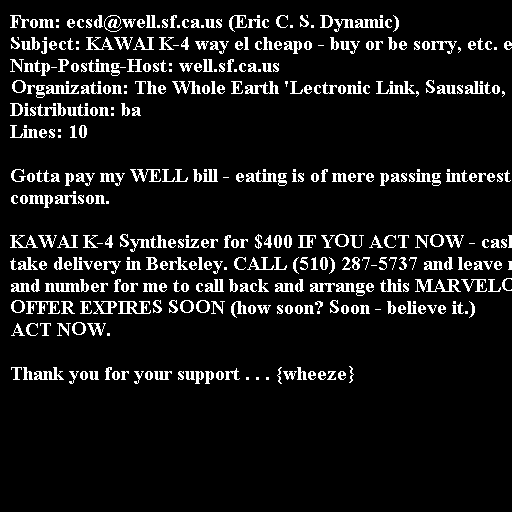 From: ecsd@well.sf.ca.us (Eric C. S. Dynamic)
Subject: KAWAI K-4 way el cheapo - buy or be sorry, etc. e
Nntp-Posting-Host: well.sf.ca.us
Organization: The Whole Earth 'Lectronic Link, Sausalito,
Distribution: ba
Lines: 10

Gotta pay my WELL bill - eating is of mere passing interest
comparison.

KAWAI K-4 Synthesizer for $400 IF YOU ACT NOW - cash
take delivery in Berkeley. CALL (510) 287-5737 and leave
and number for me to call back and arrange this MARVELO
OFFER EXPIRES SOON (how soon? Soon - believe it.)
ACT NOW.

Thank you for your support . . . {wheeze}